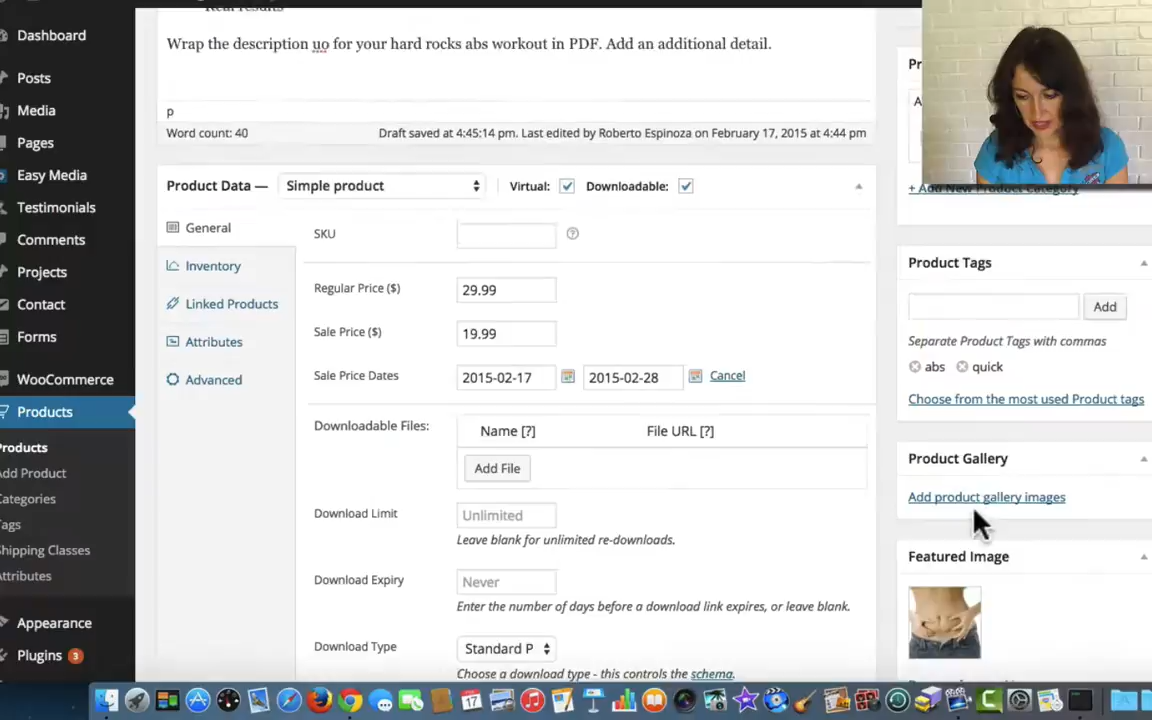 Real results
Wrap the description uo for your hard rocks abs workout in PDF. Add an additional detail.
p
Word count: 40
Draft saved at 4:45:14 pm. Last edited by Roberto Espinoza on February 17, 2015 at 4:44 pm
Dashboard
Posts
Media
Pages
Easy Media
Testimonials
Comments
Projects
Contact
Forms
WooCommerce
Products
Products
Add Product
Categories
Tags
Shipping Classes
Attributes
Appearance
Plugins 3
Product Data — Simple product Virtual: Downloadable:
General
Inventory
Linked Products
Attributes
Advanced
SKU
Regular Price ($) 29.99
Sale Price ($) 19.99
Sale Price Dates 2015-02-17 2015-02-28 Cancel
Downloadable Files: Name [?] File URL [?]
Add File
Download Limit Unlimited
Leave blank for unlimited re-downloads.
Download Expiry Never
Enter the number of days before a download link expires, or leave blank.
Download Type Standard P
Choose a download type - this controls the schema.
+ Add New Product Category
Product Tags
Add
Separate Product Tags with commas
abs quick
Choose from the most used Product tags
Product Gallery
Add product gallery images
Featured Image
17